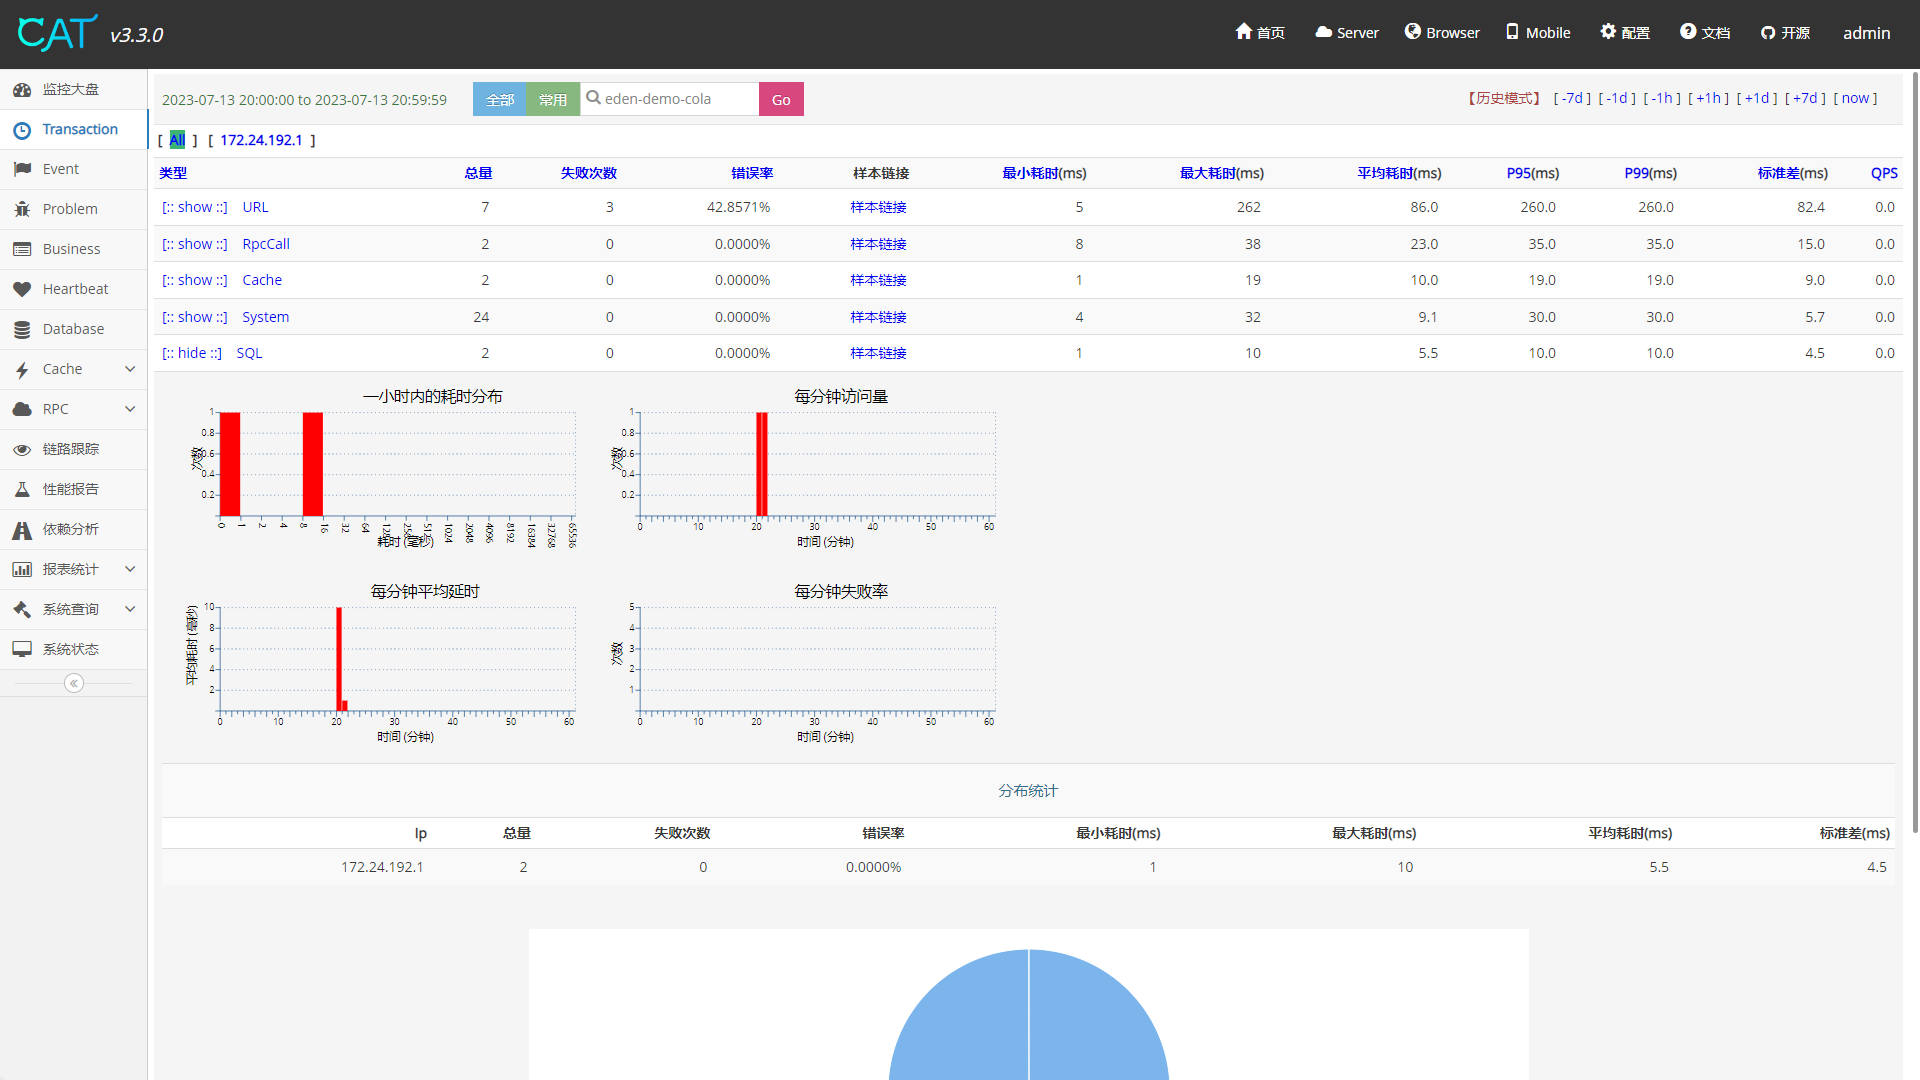 CAT v3.3.0
首页 Server Browser Mobile 配置 文档 开源 admin
监控大盘
Transaction
Event
Problem
Business
Heartbeat
Database
Cache
RPC
链路跟踪
性能报告
依赖分析
报表统计
系统查询
系统状态
2023-07-13 20:00:00 to 2023-07-13 20:59:59 全部 常用 eden-demo-cola Go 【历史模式】 [ -7d ] [ -1d ] [ -1h ] [ +1h ] [ +1d ] [ +7d ] [ now ]
[ All ] [ 172.24.192.1 ]
类型 总量 失败次数 错误率 样本链接 最小耗时(ms) 最大耗时(ms) 平均耗时(ms) P95(ms) P99(ms) 标准差(ms) QPS
[:: show ::] URL 7 3 42.8571% 样本链接 5 262 86.0 260.0 260.0 82.4 0.0
[:: show ::] RpcCall 2 0 0.0000% 样本链接 8 38 23.0 35.0 35.0 15.0 0.0
[:: show ::] Cache 2 0 0.0000% 样本链接 1 19 10.0 19.0 19.0 9.0 0.0
[:: show ::] System 24 0 0.0000% 样本链接 4 32 9.1 30.0 30.0 5.7 0.0
[:: hide ::] SQL 2 0 0.0000% 样本链接 1 10 5.5 10.0 10.0 4.5 0.0
一小时内的耗时分布
次数
1
0.8
0.6
0.4
0.2
0 1 2 4 8 16 32 64 128 256 512 1024 2048 4096 8192 16384 32768 65536
耗时 (毫秒)
每分钟访问量
次数
1
0.8
0.6
0.4
0.2
0 10 20 30 40 50 60
时间 (分钟)
每分钟平均延时
平均耗时 (毫秒)
10
8
6
4
2
0 10 20 30 40 50 60
时间 (分钟)
每分钟失败率
次数
5
4
3
2
1
0 10 20 30 40 50 60
时间 (分钟)
分布统计
Ip 总量 失败次数 错误率 最小耗时(ms) 最大耗时(ms) 平均耗时(ms) 标准差(ms)
172.24.192.1 2 0 0.0000% 1 10 5.5 4.5